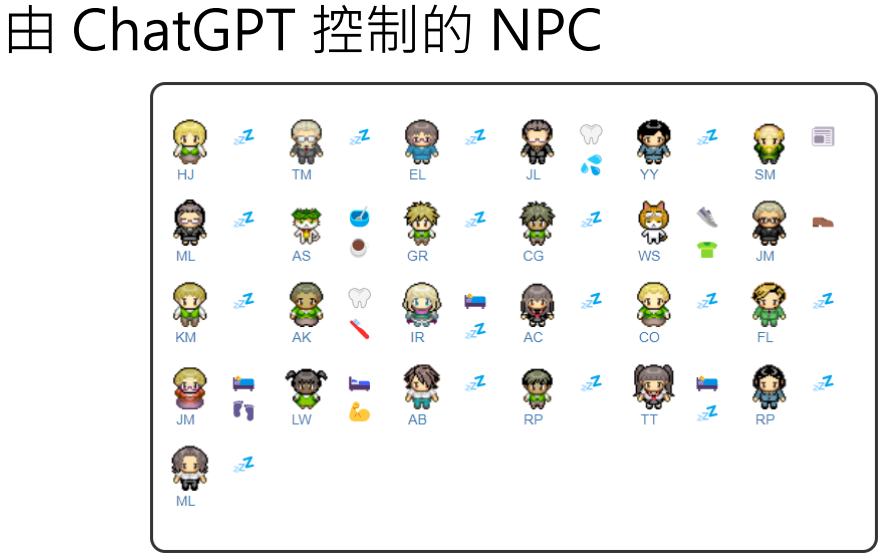 由 ChatGPT 控制的 NPC
HJ TM EL JL YY SM
ML AS GR CG WS JM
KM AK IR AC CO FL
JM LW AB RP TT RP
ML